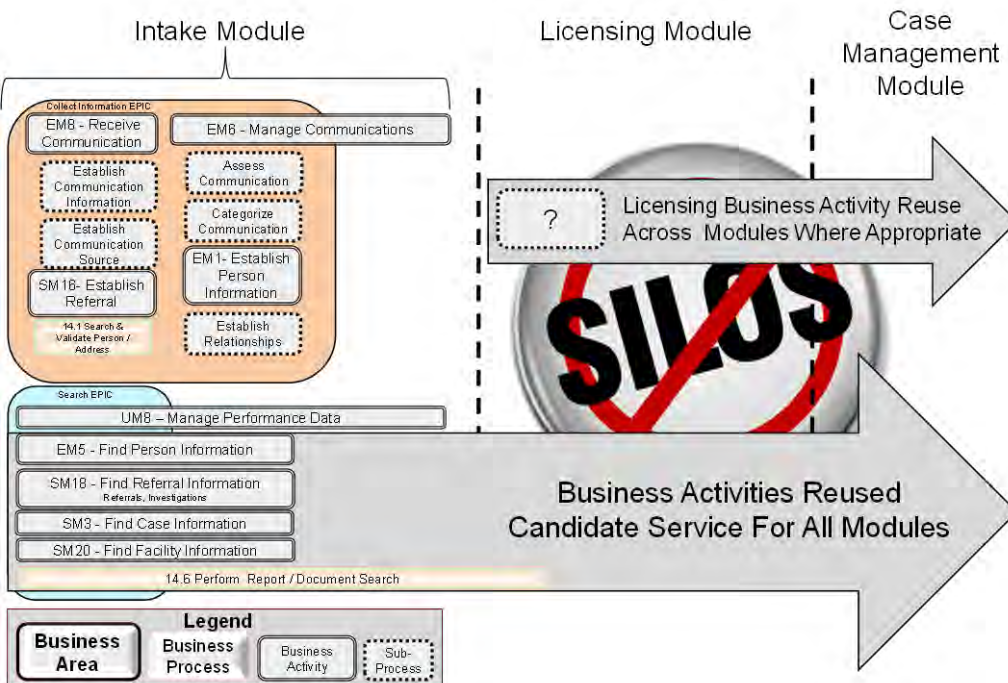 Intake Module
Licensing Module
Case
Management
Module
Collect Information EPIC
EM8 - Receive
Communication
EM6 - Manage Communications
Establish
Communication
Information
Assess
Communication
Establish
Communication
Source
Categorize
Communication
SM16- Establish
Referral
EM1- Establish
Person
Information
14.1 Search &
Validate Person /
Address
Establish
Relationships
?
Licensing Business Activity Reuse
Across Modules Where Appropriate
SILOS
Search EPIC
UM8 – Manage Performance Data
EM5 - Find Person Information
SM18 - Find Referral Information
Referrals, Investigations
SM3 - Find Case Information
SM20 - Find Facility Information
14.6 Perform Report / Document Search
Business Activities Reused
Candidate Service For All Modules
Legend
Business
Area
Business
Process
Business
Activity
Sub-
Process